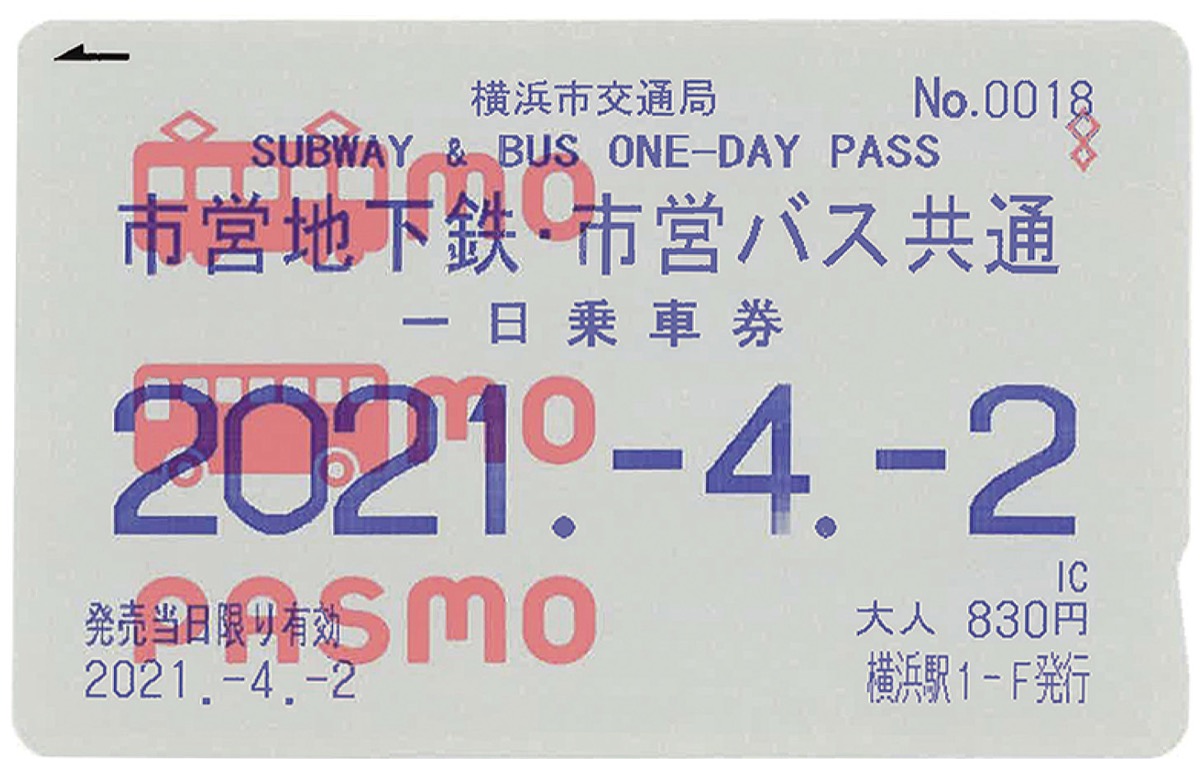 横浜市交通局 No.0018
SUBWAY & BUS ONE-DAY PASS
mo
市営地下鉄・市営バス共通
一日乗車券
mo
2021.-4.-2
PASMO
IC
発売当日限り有効 大人 830円
2021.-4.-2 横浜駅1-F発行